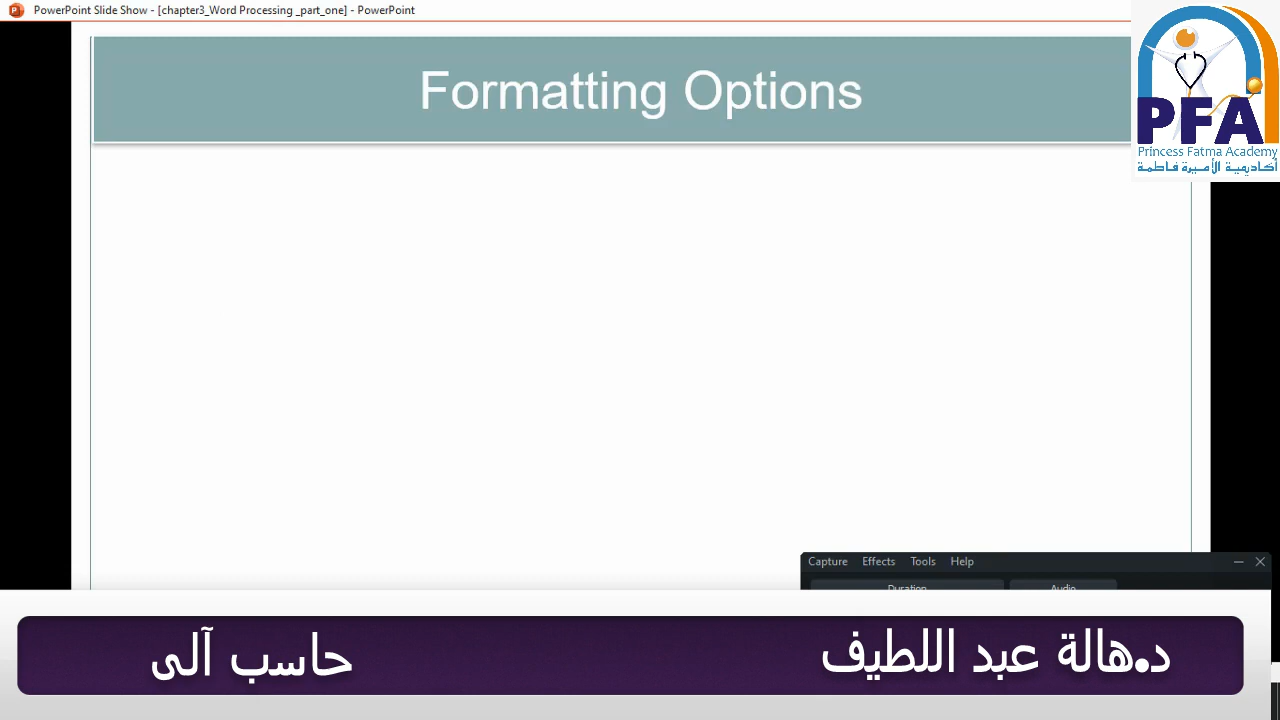 PowerPoint Slide Show - [chapter3_Word Processing _part_one] - PowerPoint
Formatting Options
PFA
Princess Fatma Academy
أكاديمية الأميرة فاطمة
Capture Effects Tools Help
Duration Audio
د.هالة عبد اللطيف
حاسب آلى